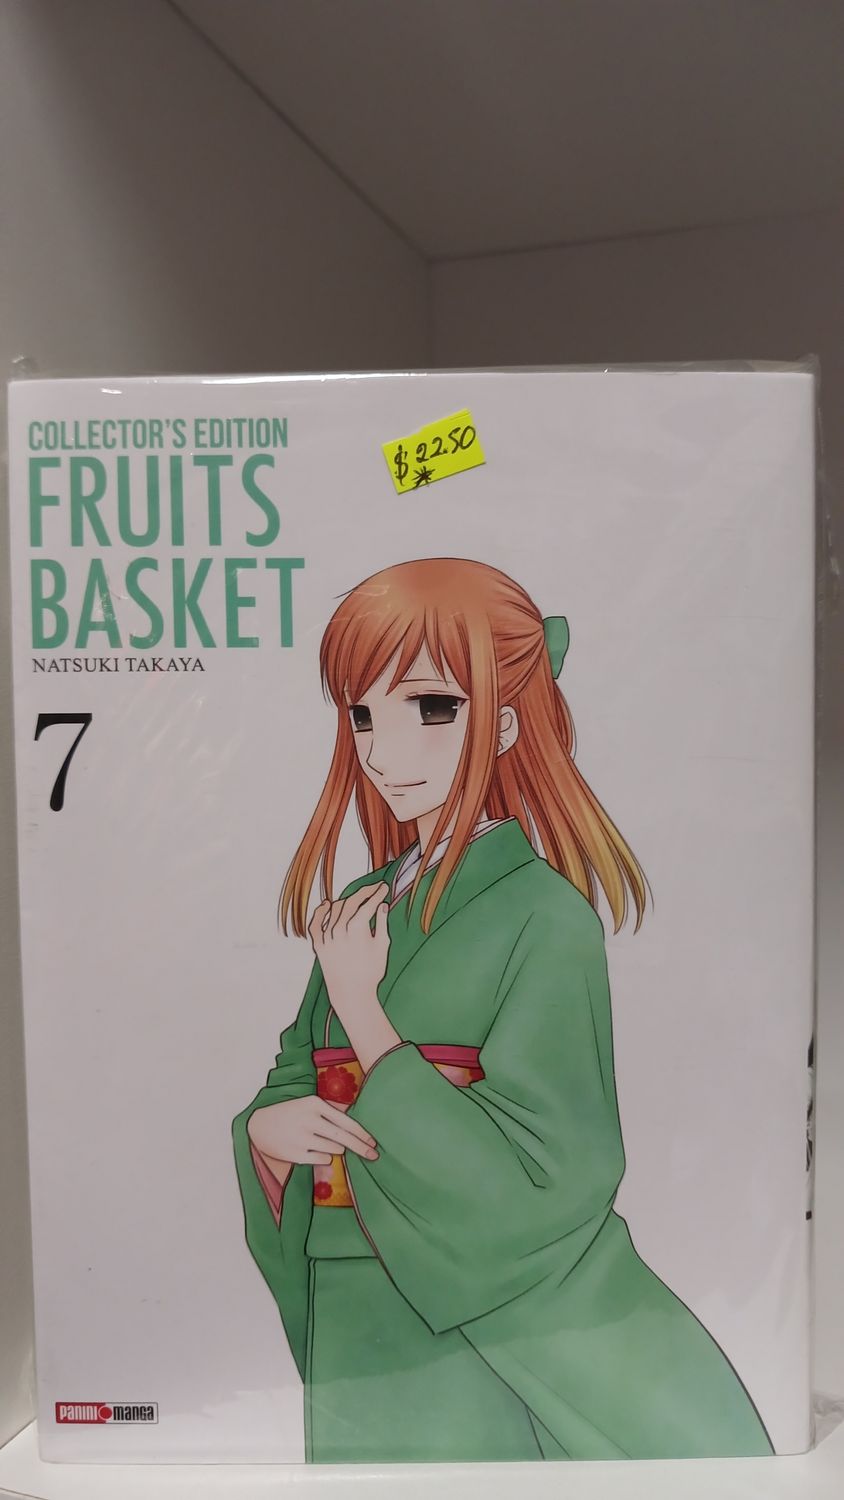 COLLECTOR'S EDITION
FRUITS
BASKET
NATSUKI TAKAYA
7
$ 22.50
*
PANINI manga